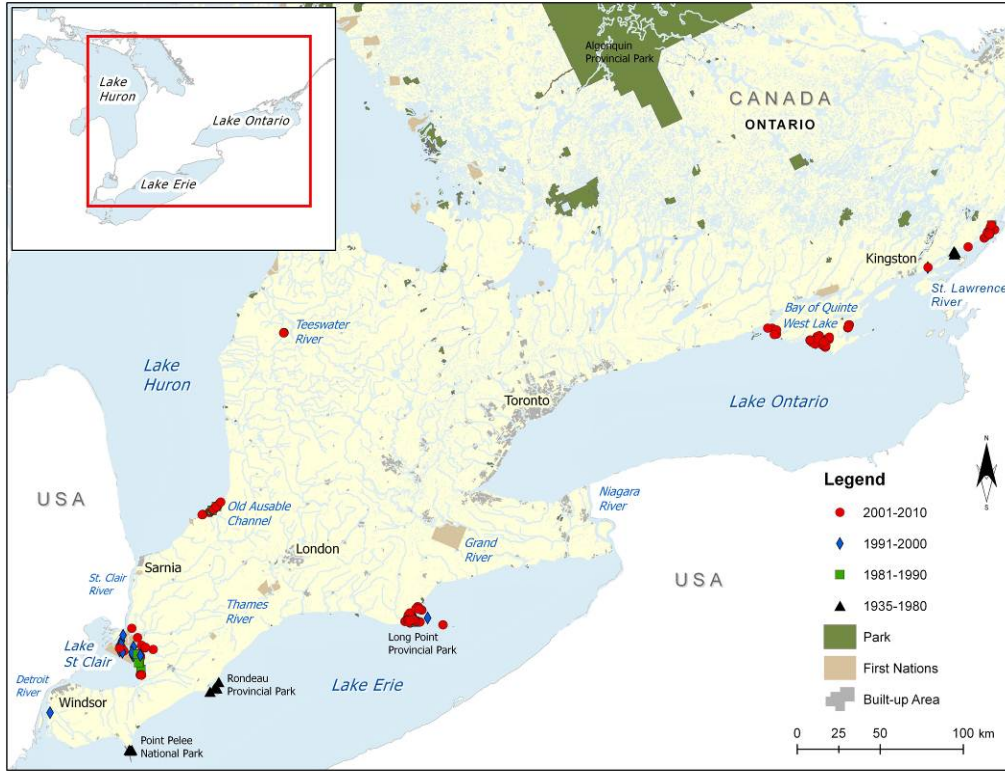 Lake
Huron
Lake Ontario
Lake Erie
Algonquin
Provincial Park
CANADA
ONTARIO
Kingston
St. Lawrence
River
Bay of Quinte
West Lake
Teeswater
River
Lake
Huron
Toronto
Lake Ontario
USA
Old Ausable
Channel
Niagara
River
London
Grand
River
Sarnia
St. Clair
River
Thames
River
USA
Long Point
Provincial Park
Lake
St Clair
Rondeau
Provincial Park
Lake Erie
Detroit
River
Windsor
Point Pelee
National Park
N
S
Legend
2001-2010
1991-2000
1981-1990
1935-1980
Park
First Nations
Built-up Area
0 25 50 100 km